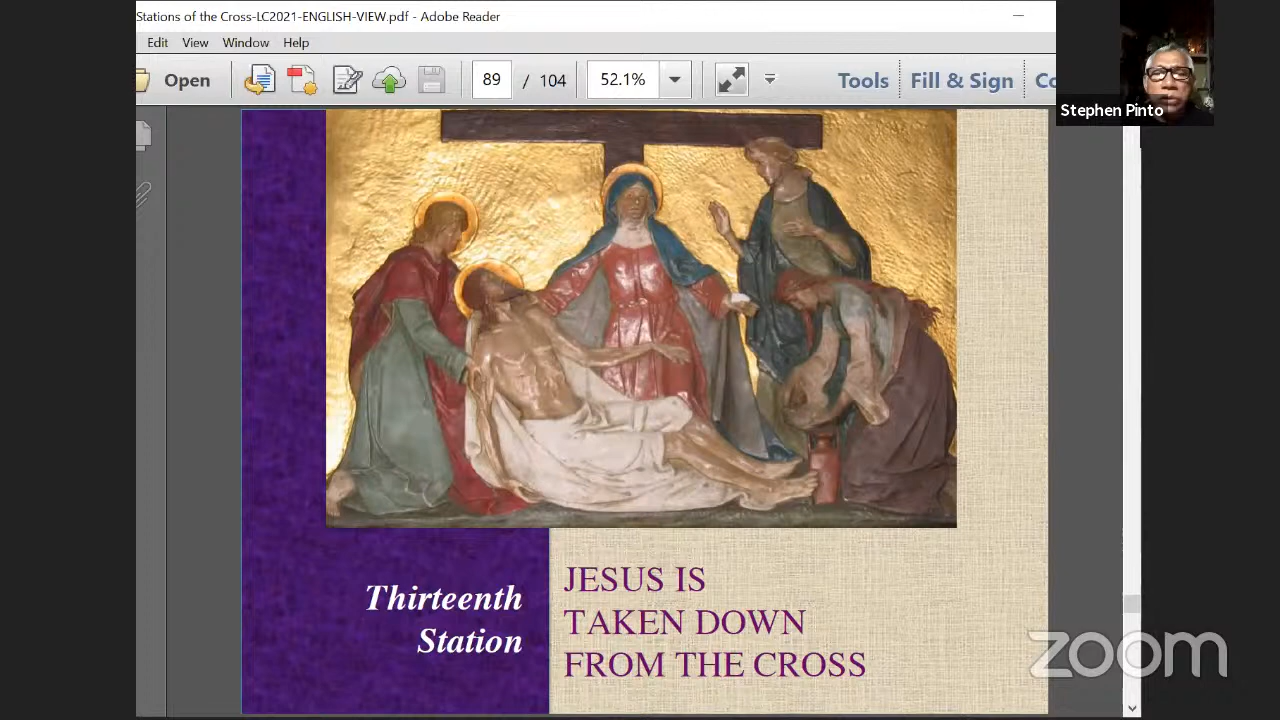 Stations of the Cross-LC2021-ENGLISH-VIEW.pdf - Adobe Reader
Edit View Window Help
Open 89 / 104 52.1% Tools Fill & Sign Co
Stephen Pinto
Thirteenth
Station
JESUS IS
TAKEN DOWN
FROM THE CROSS
zoom